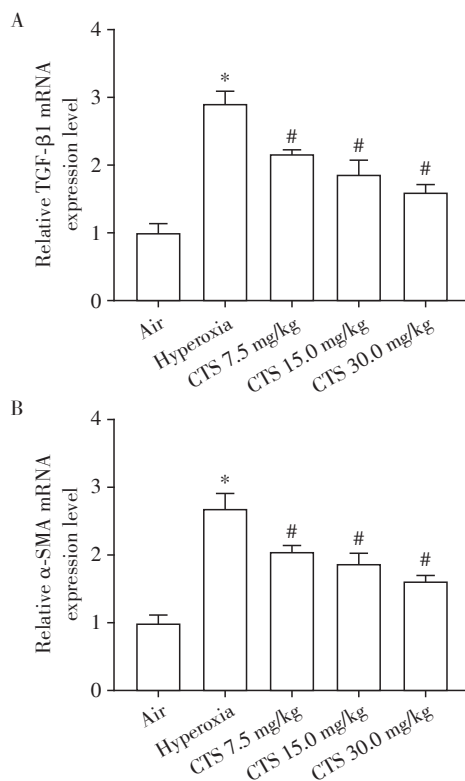 A
Relative TGF-β1 mRNA
expression level
4
3
2
1
0
*
#
#
#
Air
Hyperoxia
CTS 7.5 mg/kg
CTS 15.0 mg/kg
CTS 30.0 mg/kg
B
Relative α-SMA mRNA
expression level
4
3
2
1
0
*
#
#
#
Air
Hyperoxia
CTS 7.5 mg/kg
CTS 15.0 mg/kg
CTS 30.0 mg/kg